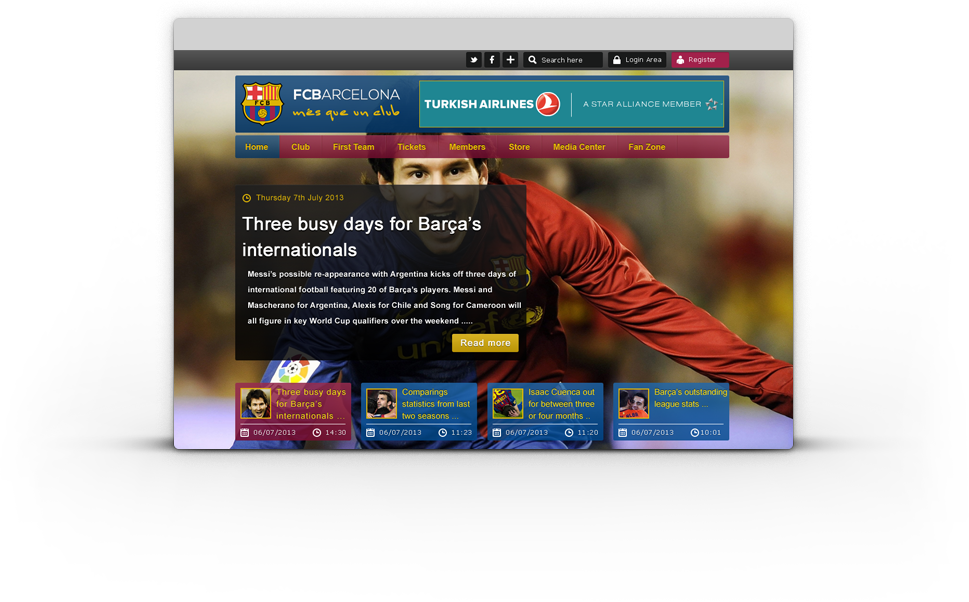 Search here
Login Area
Register
FCB
FCBARCELONA
mès que un club
TURKISH AIRLINES
A STAR ALLIANCE MEMBER
Home
Club
First Team
Tickets
Members
Store
Media Center
Fan Zone
Thursday 7th July 2013
Three busy days for Barça's
internationals
Messi's possible re-appearance with Argentina kicks off three days of
international football featuring 20 of Barça's players. Messi and
Mascherano for Argentina, Alexis for Chile and Song for Cameroon will
all figure in key World Cup qualifiers over the weekend .....
unicef
Read more
Three busy days
for Barça's
internationals ...
06/07/2013
14:30
Comparings
statistics from last
two seasons ...
06/07/2013
11:23
Isaac Cuenca out
for between three
or four months ..
06/07/2013
11:20
Barça's outstanding
league stats ...
06/07/2013
10:01